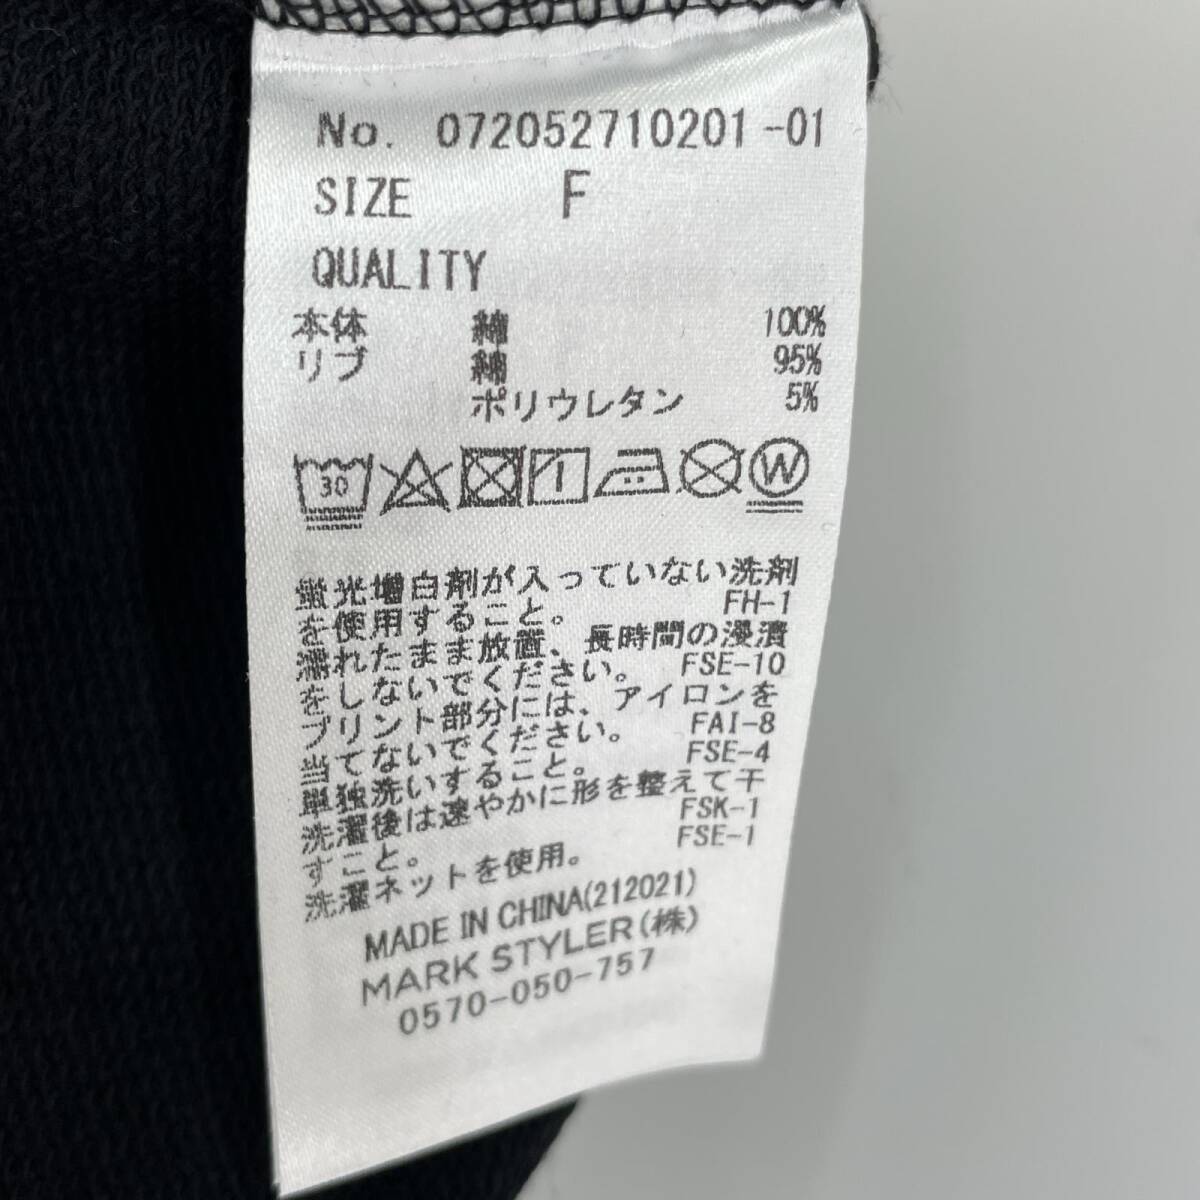 No. 072052710201-01
SIZE F
QUALITY
本体 綿 100%
リブ 綿 95%
ポリウレタン 5%
30 W
蛍光増白剤が入っていない洗剤
を使用すること。 FH-1
濡れたまま放置、長時間の浸漬
をしないでください。 FSE-10
プリント部分には、アイロンを
当てないでください。 FAI-8
単独洗いすること。 FSE-4
洗濯後は速やかに形を整えて干
すこと。 FSK-1
洗濯ネットを使用。 FSE-1
MADE IN CHINA(212021)
MARK STYLER(株)
0570-050-757